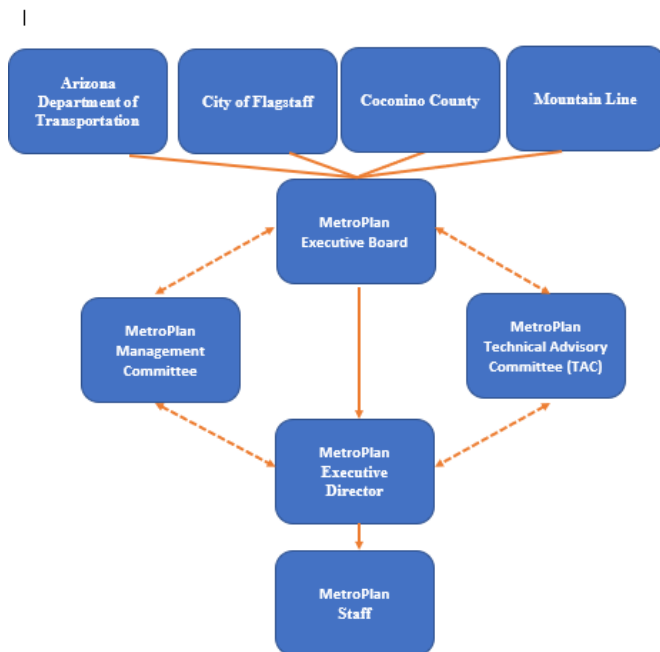 Arizona
Department of
Transportation
City of Flagstaff
Coconino County
Mountain Line
MetroPlan
Executive Board
MetroPlan
Management
Committee
MetroPlan
Technical Advisory
Committee (TAC)
MetroPlan
Executive
Director
MetroPlan
Staff